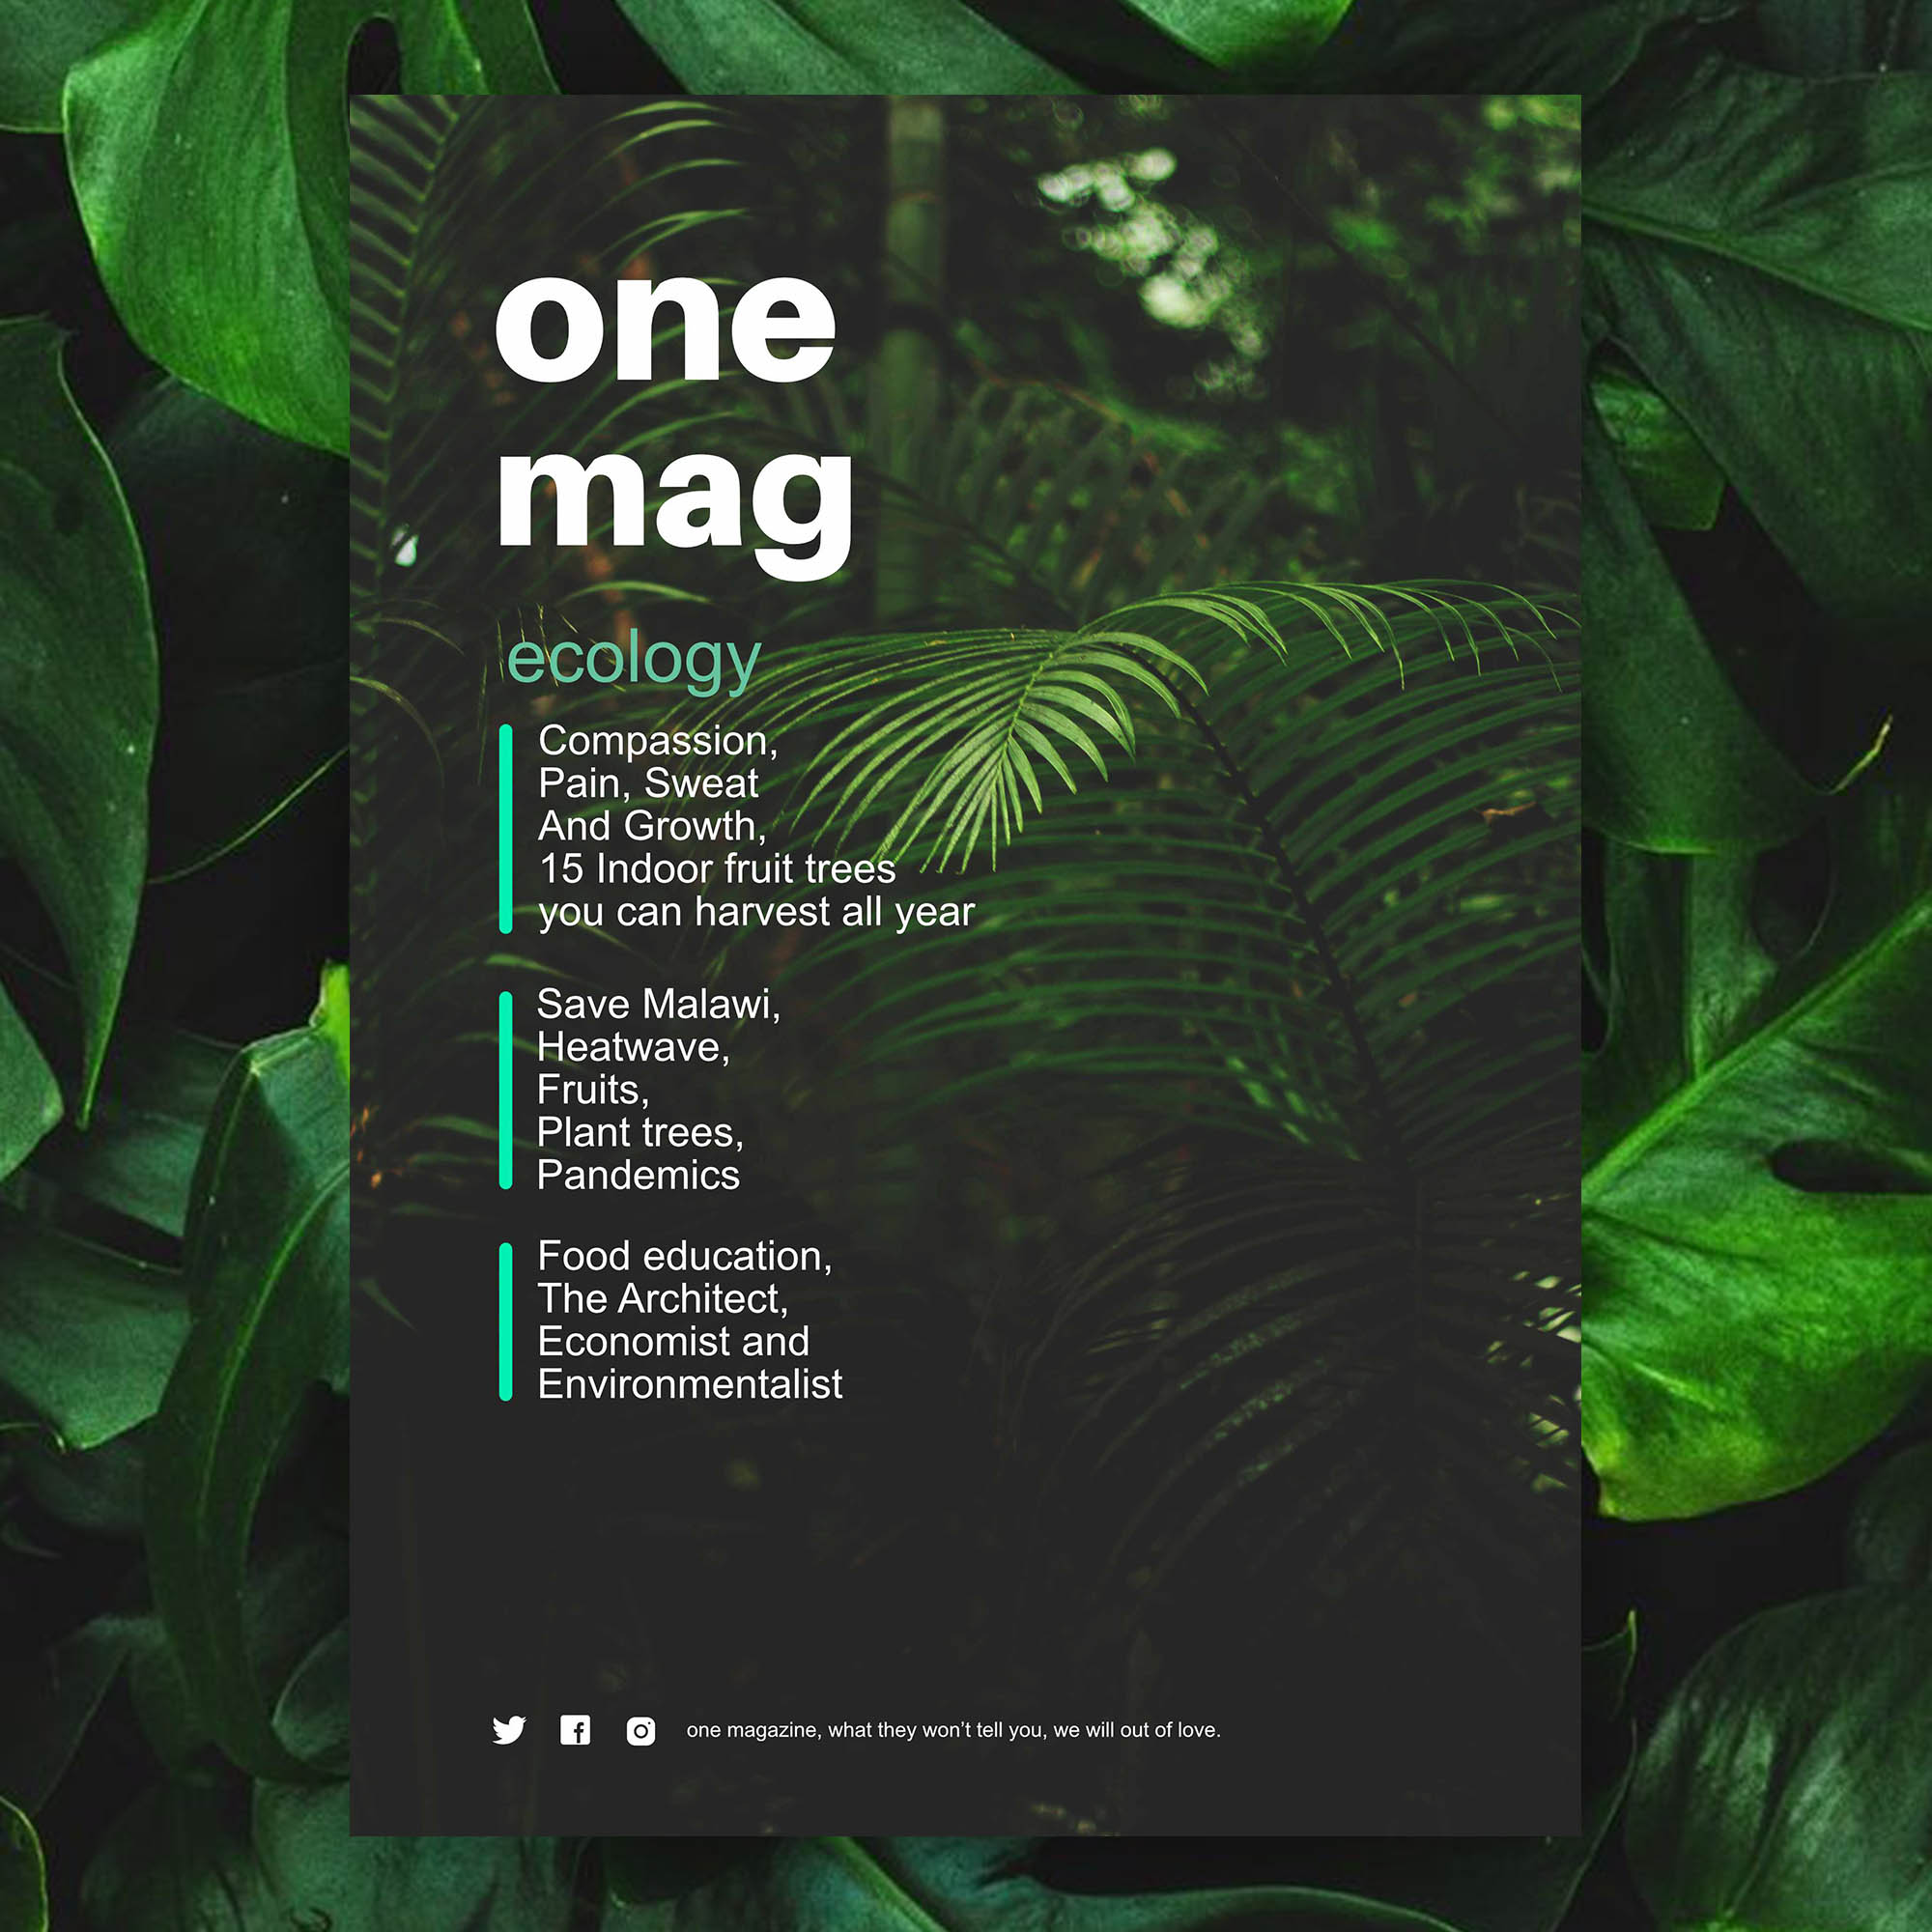 one
mag
ecology
Compassion,
Pain, Sweat
And Growth,
15 Indoor fruit trees
you can harvest all year
Save Malawi,
Heatwave,
Fruits,
Plant trees,
Pandemics
Food education,
The Architect,
Economist and
Environmentalist
one magazine, what they won’t tell you, we will out of love.